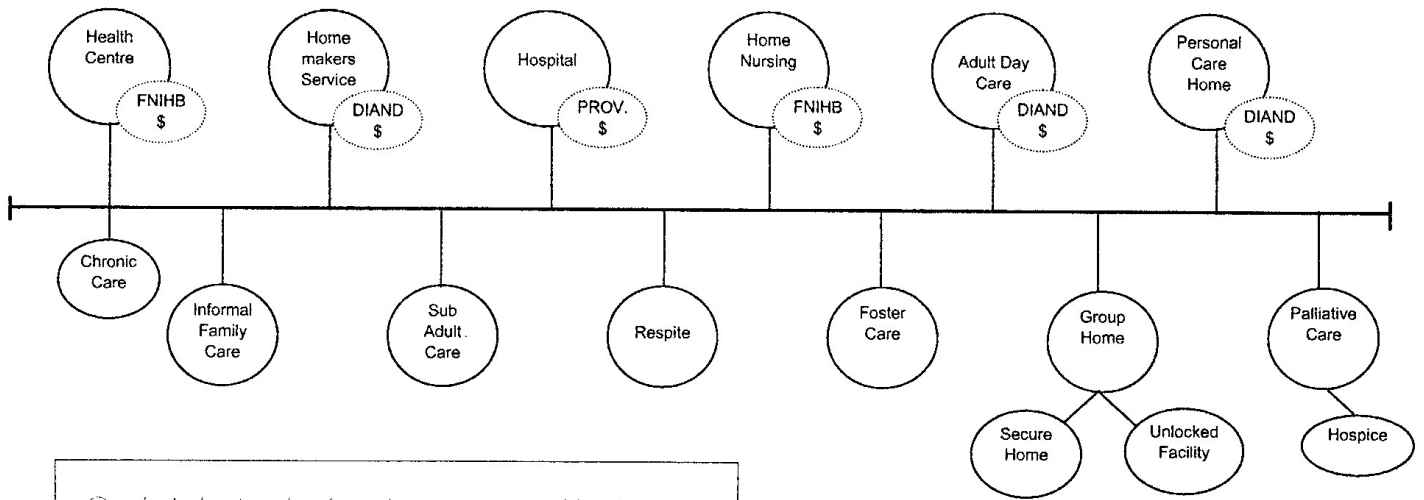 Health
Centre
FNIHB
$
Home
makers
Service
DIAND
$
Hospital
PROV.
$
Home
Nursing
FNIHB
$
Adult Day
Care
DIAND
$
Personal
Care
Home
DIAND
$
Chronic
Care
Informal
Family
Care
Sub
Adult.
Care
Respite
Foster
Care
Group
Home
Palliative
Care
Secure
Home
Unlocked
Facility
Hospice